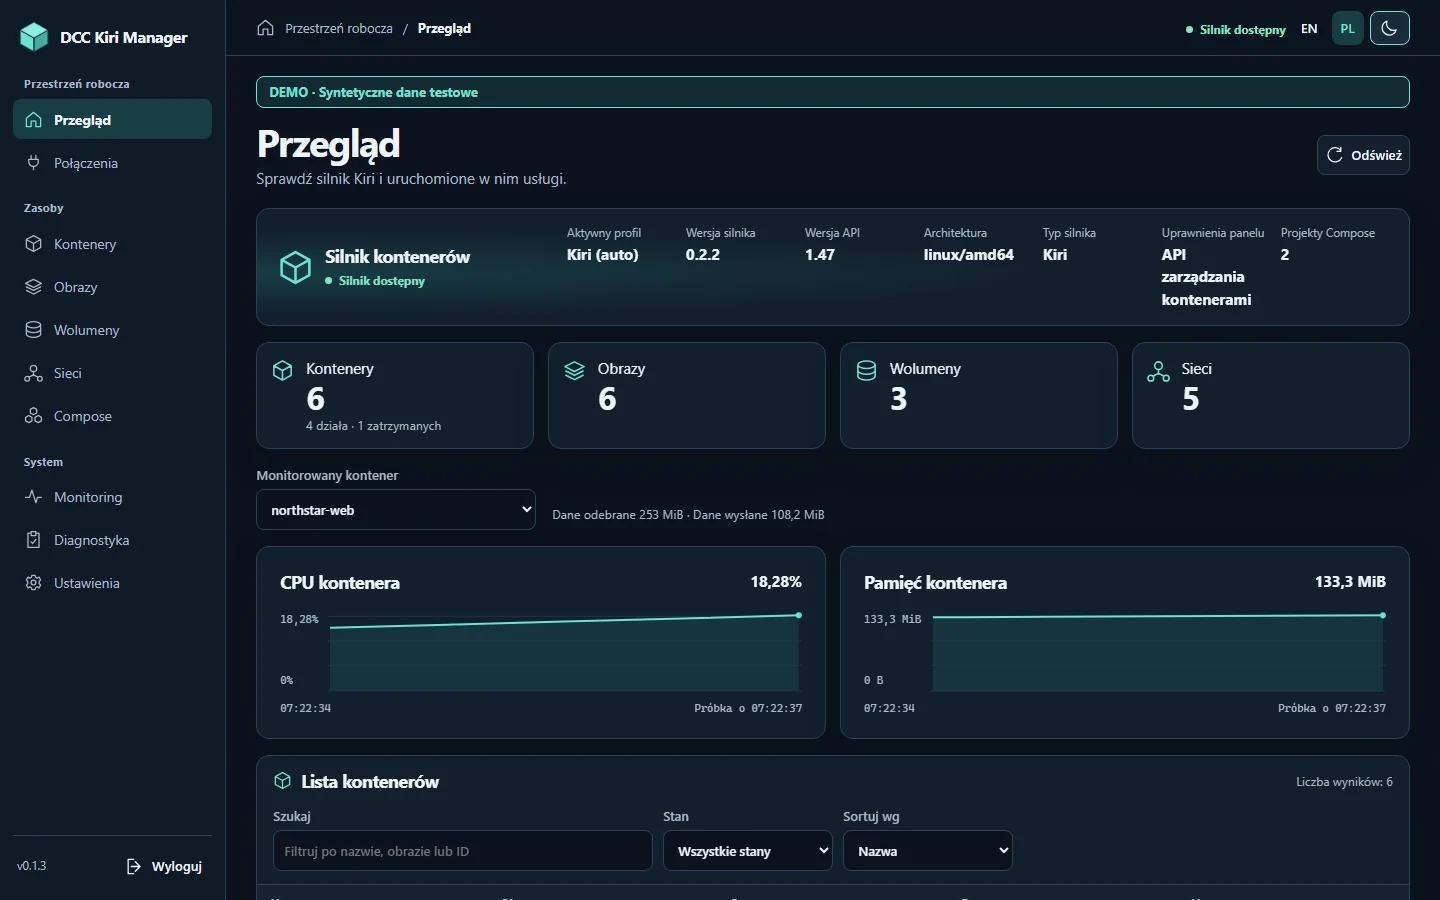 DCC Kiri Manager
Przestrzeń robocza
Przegląd
Połączenia
Zasoby
Kontenery
Obrazy
Wolumeny
Sieci
Compose
System
Monitoring
Diagnostyka
Ustawienia
v0.1.3
Wyloguj
Przestrzeń robocza / Przegląd
Silnik dostępny
EN
PL
DEMO · Syntetyczne dane testowe
Przegląd
Sprawdź silnik Kiri i uruchomione w nim usługi.
Odśwież
Silnik kontenerów
Silnik dostępny
Aktywny profil
Kiri (auto)
Wersja silnika
0.2.2
Wersja API
1.47
Architektura
linux/amd64
Typ silnika
Kiri
Uprawnienia panelu
API
zarządzania
kontenerami
Projekty Compose
2
Kontenery
6
4 działa · 1 zatrzymanych
Obrazy
6
Wolumeny
3
Sieci
5
Monitorowany kontener
northstar-web
Dane odebrane 253 MiB · Dane wysłane 108,2 MiB
CPU kontenera
18,28%
18,28%
0%
07:22:34
Próbka o 07:22:37
Pamięć kontenera
133,3 MiB
133,3 MiB
0 B
07:22:34
Próbka o 07:22:37
Lista kontenerów
Liczba wyników: 6
Szukaj
Filtruj po nazwie, obrazie lub ID
Stan
Wszystkie stany
Sortuj wg
Nazwa